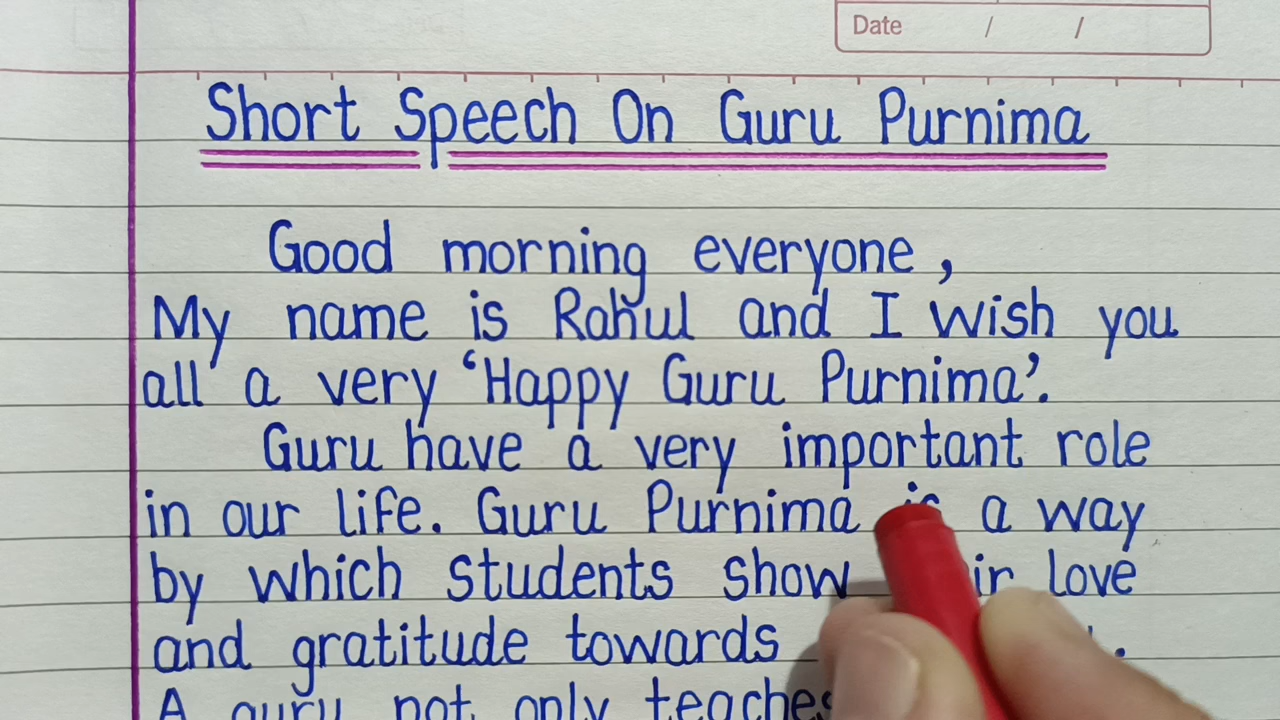 Date / /
Short Speech On Guru Purnima
Good morning everyone,
My name is Rahul and I wish you
all a very ‘Happy Guru Purnima’.
Guru have a very important role
in our life. Guru Purnima is a way
by which students show love
and gratitude towards
A guru not only teaches